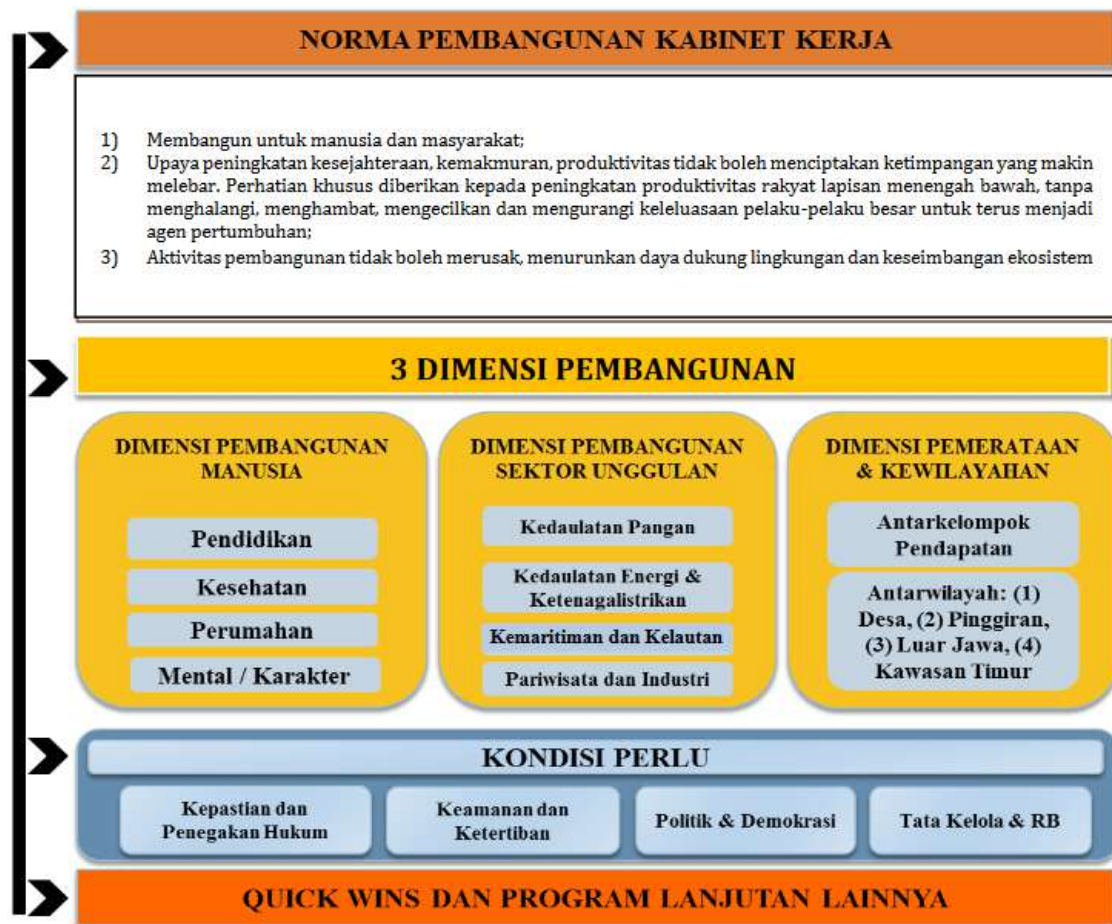 NORMA PEMBANGUNAN KABINET KERJA
1) Membangun untuk manusia dan masyarakat;
2) Upaya peningkatan kesejahteraan, kemakmuran, produktivitas tidak boleh menciptakan ketimpangan yang makin
melebar. Perhatian khusus diberikan kepada peningkatan produktivitas rakyat lapisan menengah bawah, tanpa
menghalangi, menghambat, mengecilkan dan mengurangi keleluasaan pelaku-pelaku besar untuk terus menjadi
agen pertumbuhan;
3) Aktivitas pembangunan tidak boleh merusak, menurunkan daya dukung lingkungan dan keseimbangan ekosistem
3 DIMENSI PEMBANGUNAN
DIMENSI PEMBANGUNAN
MANUSIA
Pendidikan
Kesehatan
Perumahan
Mental / Karakter
DIMENSI PEMBANGUNAN
SEKTOR UNGGULAN
Kedaulatan Pangan
Kedaulatan Energi &
Ketenagalistrikan
Kemaritiman dan Kelautan
Pariwisata dan Industri
DIMENSI PEMERATAAN
& KEWILAYAHAN
Antarkelompok
Pendapatan
Antarwilayah: (1)
Desa, (2) Pinggiran,
(3) Luar Jawa, (4)
Kawasan Timur
KONDISI PERLU
Kepastian dan
Penegakan Hukum
Keamanan dan
Ketertiban
Politik & Demokrasi
Tata Kelola & RB
QUICK WINS DAN PROGRAM LANJUTAN LAINNYA